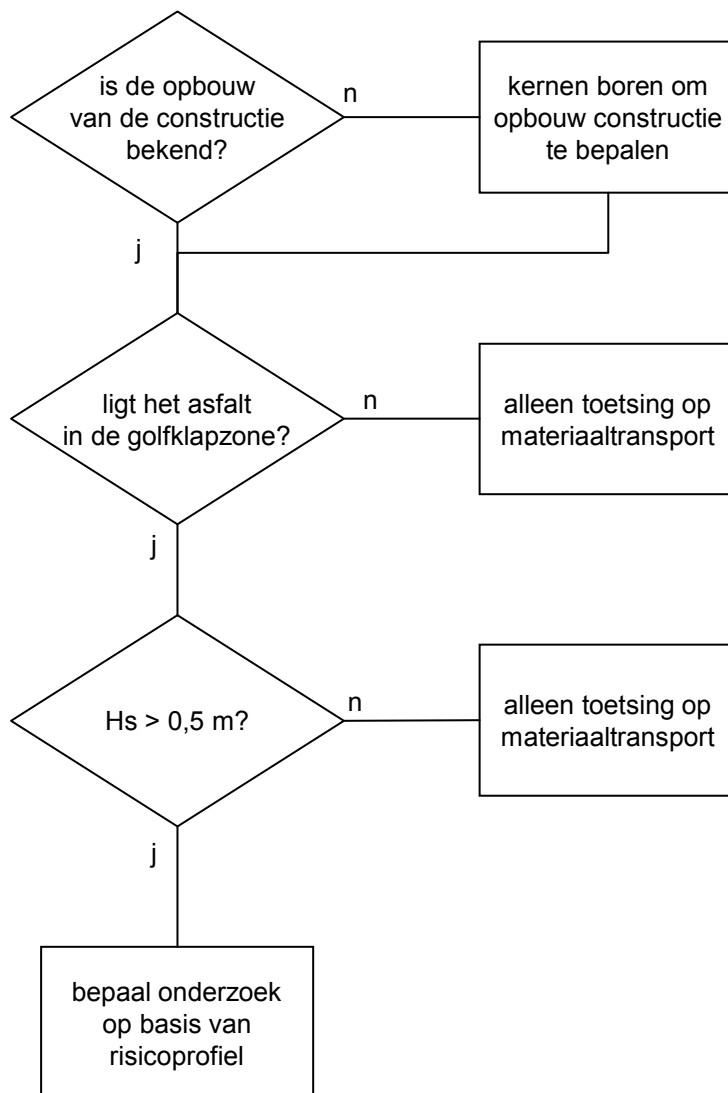 is de opbouw
van de constructie
bekend?
n
kernen boren om
opbouw constructie
te bepalen
j
ligt het asfalt
in de golfklapzone?
n
alleen toetsing op
materiaaltransport
j
Hs > 0,5 m?
n
alleen toetsing op
materiaaltransport
j
bepaal onderzoek
op basis van
risicoprofiel